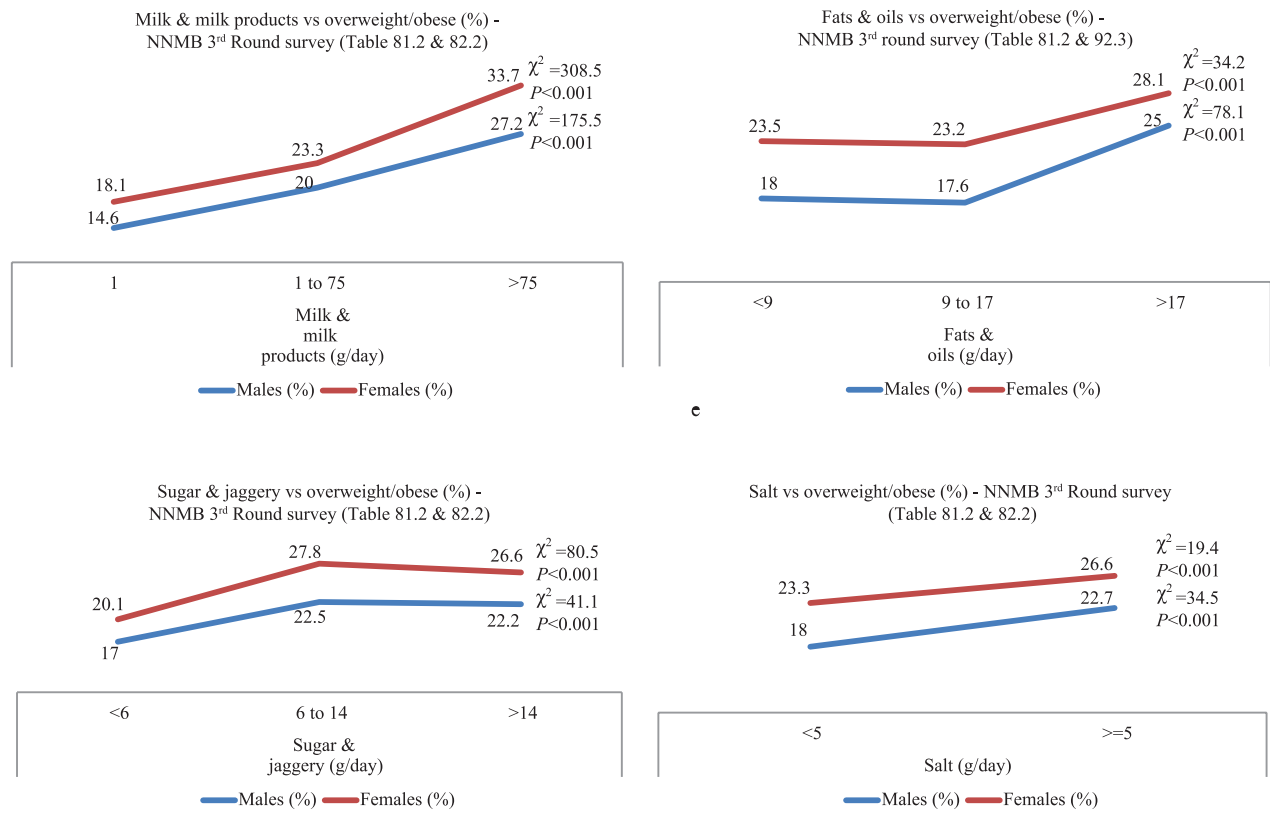 Milk & milk products vs overweight/obese (%) -
NNMB 3rd Round survey (Table 81.2 & 82.2)
33.7
χ2 =308.5
P<0.001
27.2
χ2 =175.5
P<0.001
23.3
20
18.1
14.6
1
1 to 75
>75
Milk &
milk
products (g/day)
Males (%)
Females (%)
Fats & oils vs overweight/obese (%) -
NNMB 3rd round survey (Table 81.2 & 92.3)
χ2 =34.2
P<0.001
28.1
χ2 =78.1
P<0.001
25
23.5
23.2
18
17.6
<9
9 to 17
>17
Fats &
oils (g/day)
Males (%)
Females (%)
e
Sugar & jaggery vs overweight/obese (%) -
NNMB 3rd Round survey (Table 81.2 & 82.2)
27.8
26.6
χ2 =80.5
P<0.001
20.1
χ2 =41.1
P<0.001
22.5
22.2
17
<6
6 to 14
>14
Sugar &
jaggery (g/day)
Males (%)
Females (%)
Salt vs overweight/obese (%) - NNMB 3rd Round survey
(Table 81.2 & 82.2)
χ2 =19.4
P<0.001
26.6
23.3
χ2 =34.5
P<0.001
22.7
18
<5
>=5
Salt (g/day)
Males (%)
Females (%)